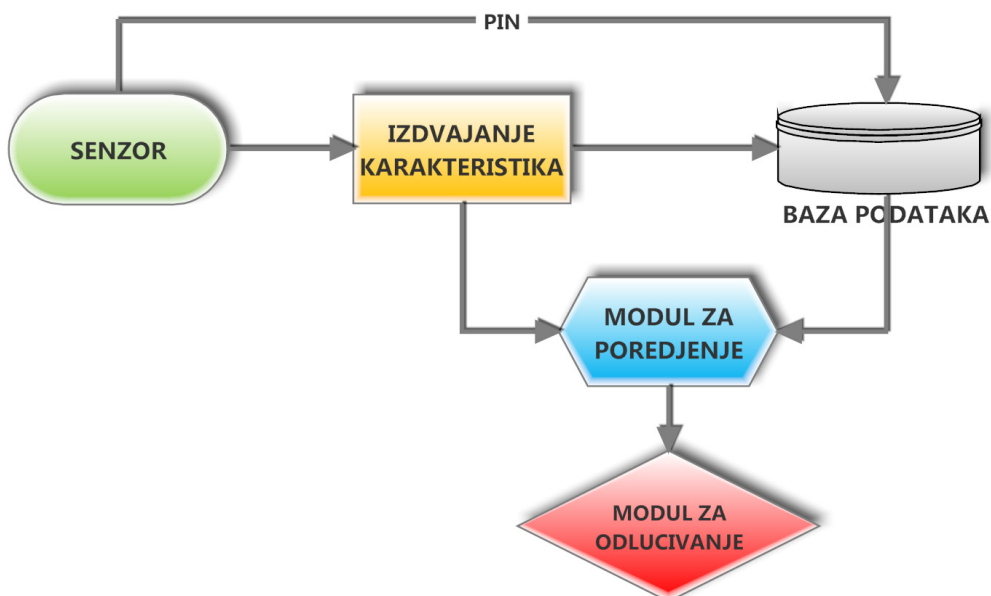 PIN
SENZOR
IZDVAJANJE
KARAKTERISTIKA
BAZA PODATAKA
MODUL ZA
POREDJENJE
MODUL ZA
ODLUCIVANJE